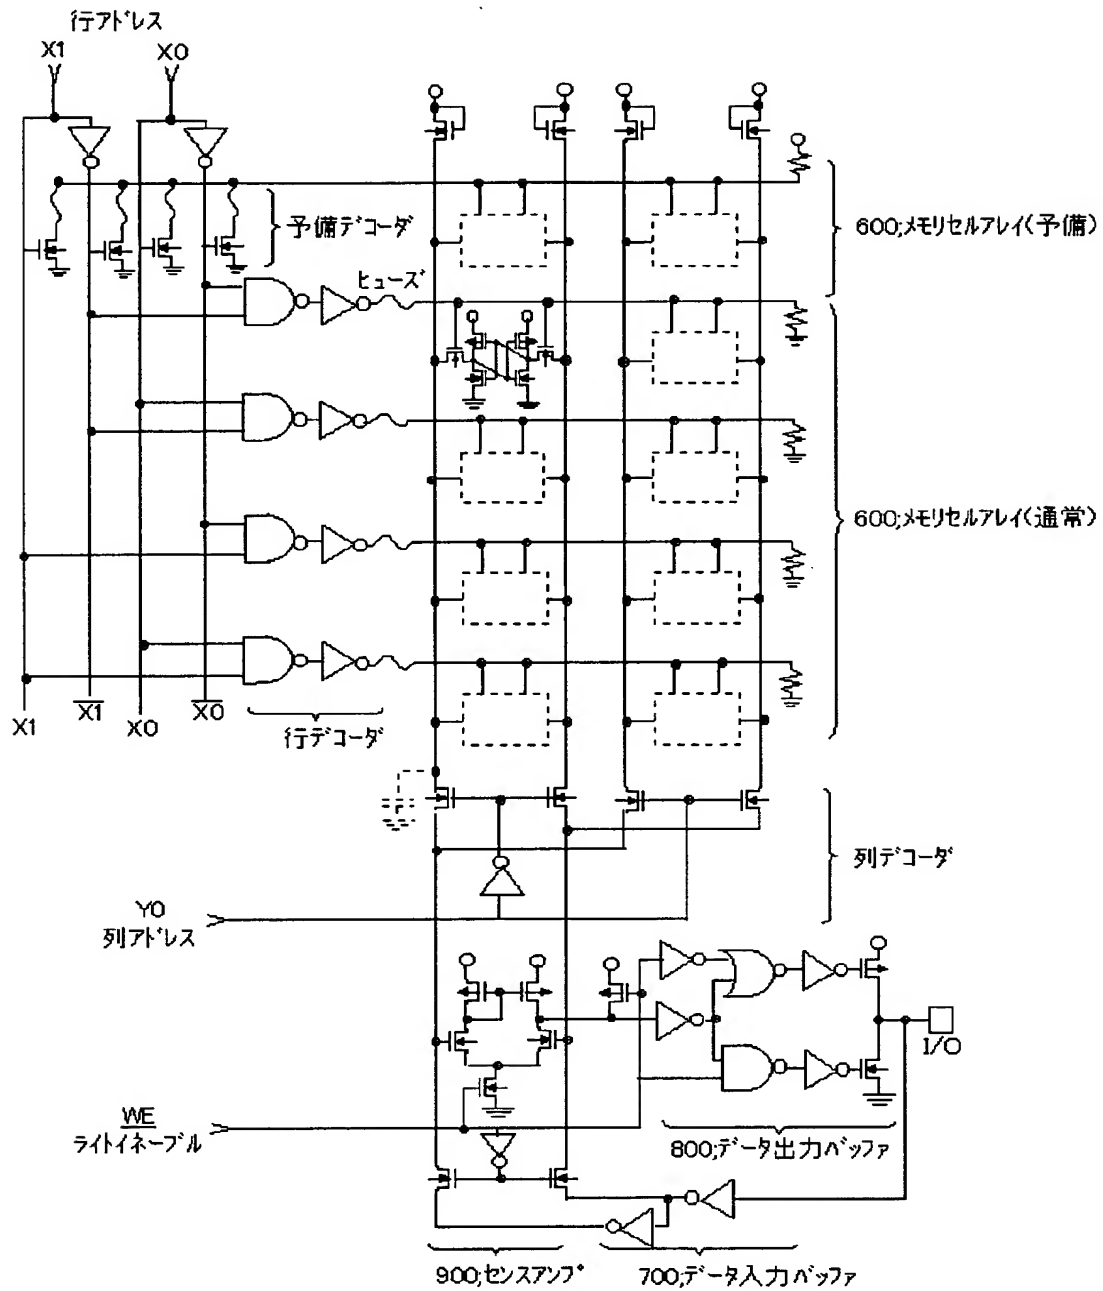 行アドレス
X1
X0
予備デコーダ
600;メモリセルアレイ(予備)
ヒューズ
600;メモリセルアレイ(通常)
X1
X1
X0
X0
行デコーダ
列デコーダ
Y0
列アドレス
I/O
WE
ライトイネーブル
800;データ出力バッファ
900;センスアンプ
700;データ入力バッファ